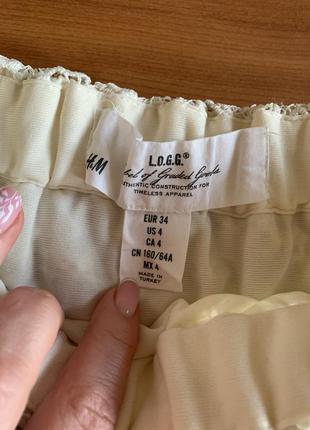 H&M
L.O.G.G.®
Label of Graded Goods
AUTHENTIC CONSTRUCTION FOR
TIMELESS APPAREL
EUR 34
US 4
CA 4
CN 160/64A
MX 4
MADE IN
TURKEY